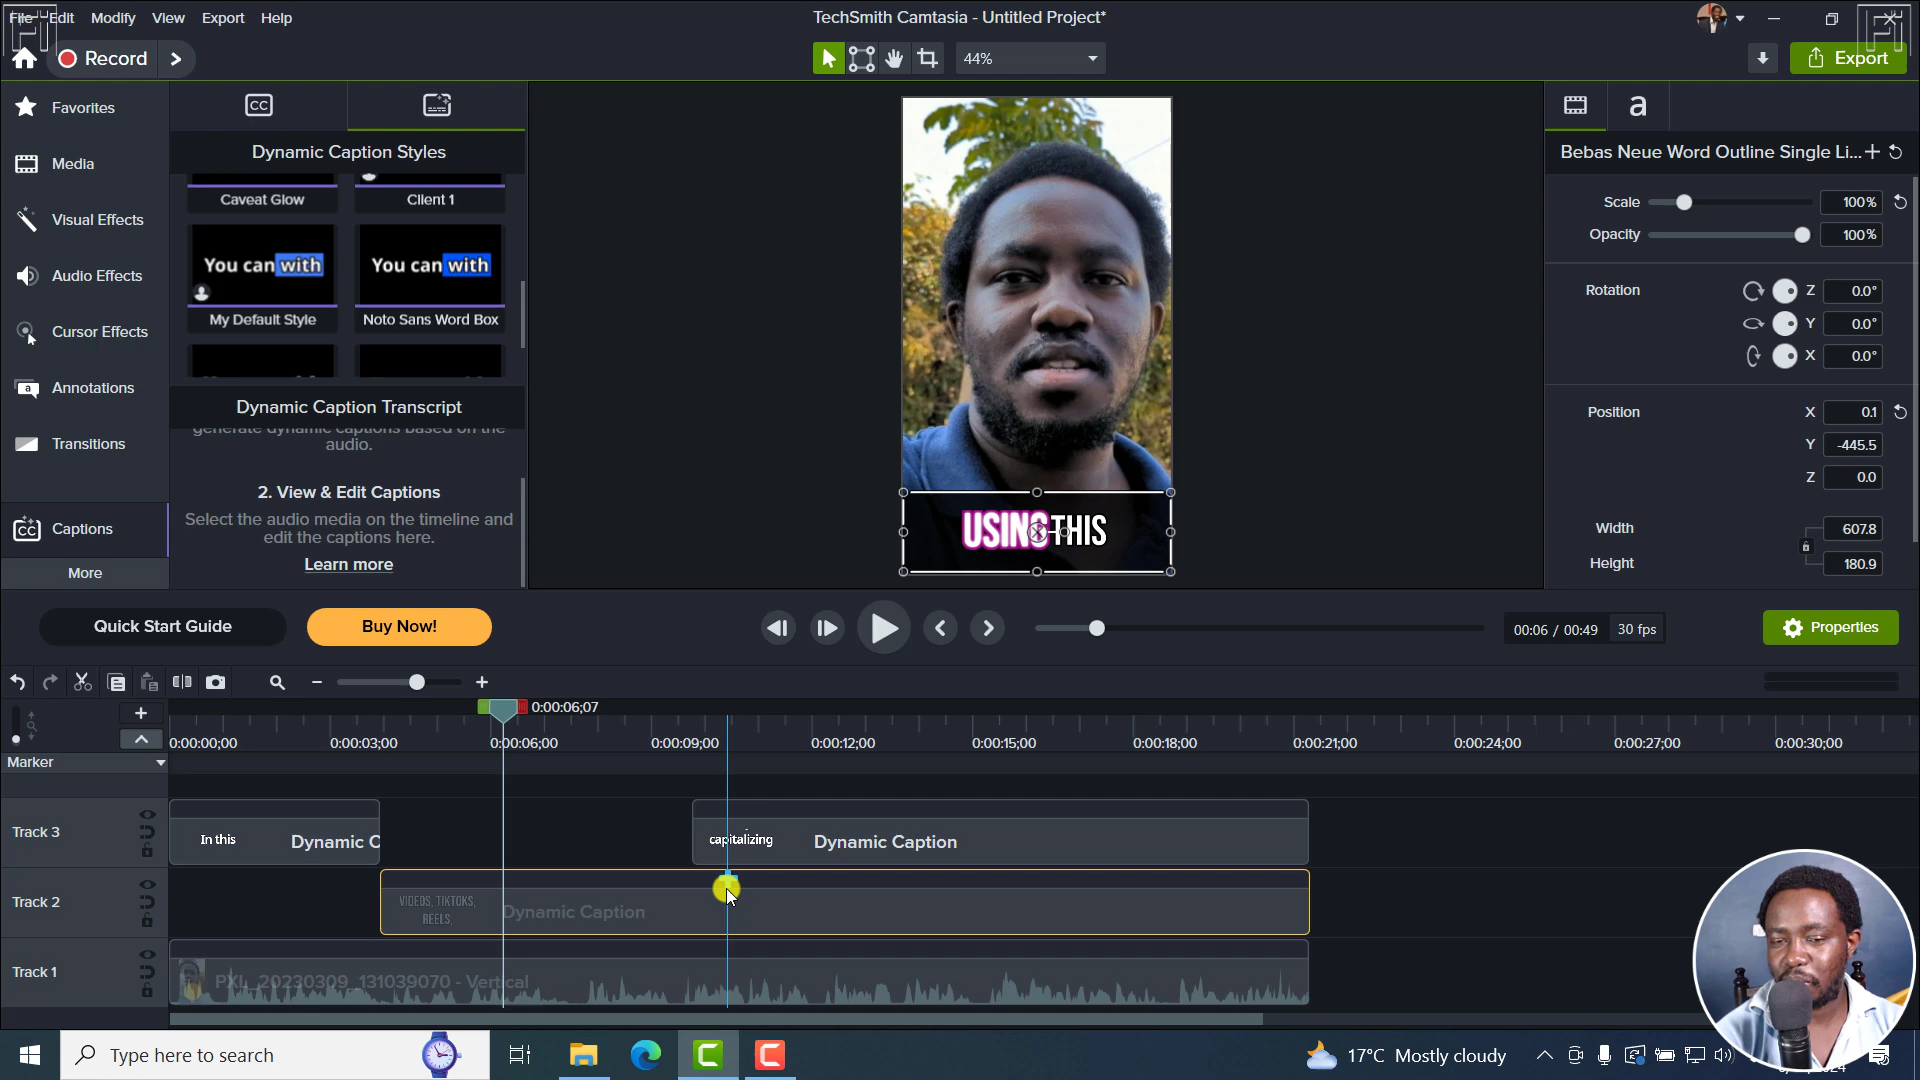 File Edit Modify View Export Help
TechSmith Camtasia - Untitled Project*
Record
44%
Export
Favorites
Media
Visual Effects
Audio Effects
Cursor Effects
Annotations
Transitions
CC Captions
More
CC
Dynamic Caption Styles
Caveat Glow
Client 1
You can with
My Default Style
You can with
Noto Sans Word Box
Dynamic Caption Transcript
generate dynamic captions based on the
audio.
2. View & Edit Captions
Select the audio media on the timeline and
edit the captions here.
Learn more
USING THIS
a
Bebas Neue Word Outline Single Li...
Scale 100%
Opacity 100%
Rotation Z 0.0°
Y 0.0°
X 0.0°
Position X 0.1
Y -445.5
Z 0.0
Width 607.8
Height 180.9
Quick Start Guide
Buy Now!
00:06 / 00:49 30 fps
Properties
0:00:06;07
0:00:00;00 0:00:03;00 0:00:06;00 0:00:09;00 0:00:12;00 0:00:15;00 0:00:18;00 0:00:21;00 0:00:24;00 0:00:27;00 0:00:30;00
Marker
Track 3
In this Dynamic C
capitalizing Dynamic Caption
Track 2
VIDEOS, TIKTOKS,
REELS,
Dynamic Caption
Track 1
PXL_20230309_131039070 - Vertical
Type here to search
17°C Mostly cloudy